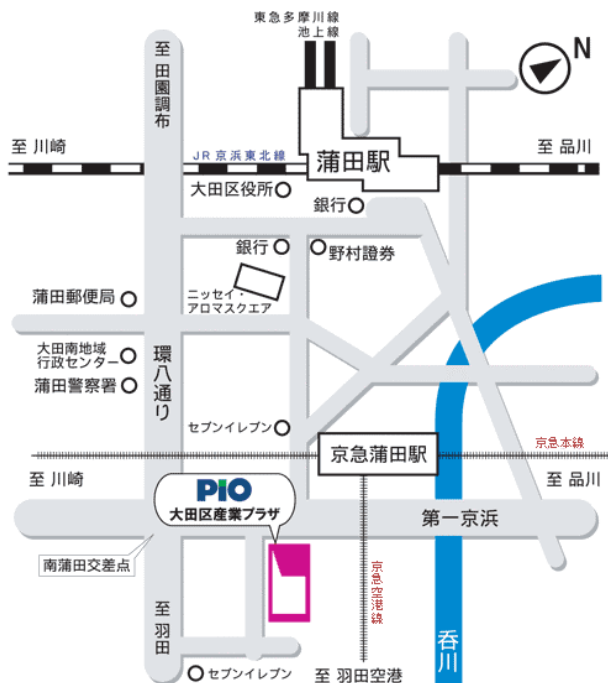 東急多摩川線
池上線
N
至 田園調布
至 川崎
JR京浜東北線
蒲田駅
至 品川
大田区役所
銀行
銀行
野村證券
蒲田郵便局
ニッセイ・
アロマスクエア
大田南地域
行政センター
環八通り
蒲田警察署
セブンイレブン
京急蒲田駅
京急本線
至 川崎
至 品川
PiO
大田区産業プラザ
第一京浜
南蒲田交差点
京急空港線
至 羽田
呑川
セブンイレブン
至 羽田空港